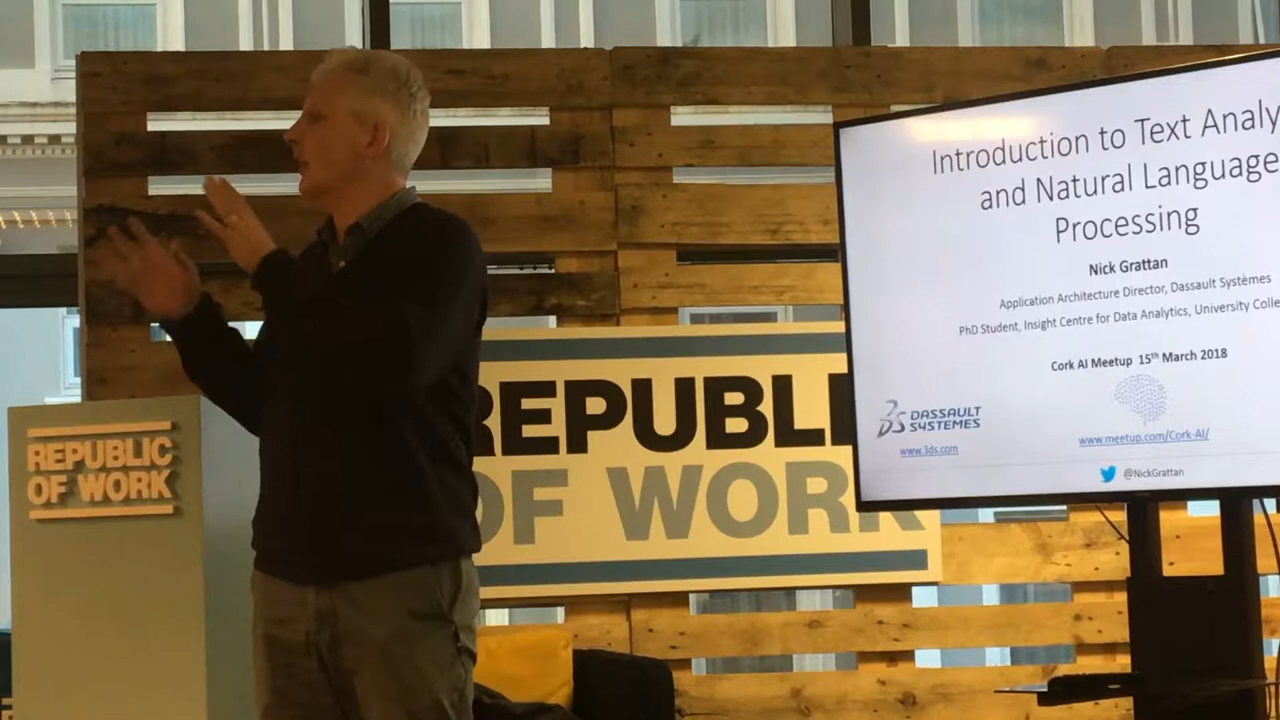 Introduction to Text Analy
and Natural Language
Processing
Nick Grattan
Application Architecture Director, Dassault Systèmes
PhD Student, Insight Centre for Data Analytics, University Colle
Cork AI Meetup 15th March 2018
DASSAULT
SYSTEMES
www.3ds.com
www.meetup.com/Cork-AI/
@NickGrattan
REPUBLIC
OF WORK
REPUBLI
OF WORK